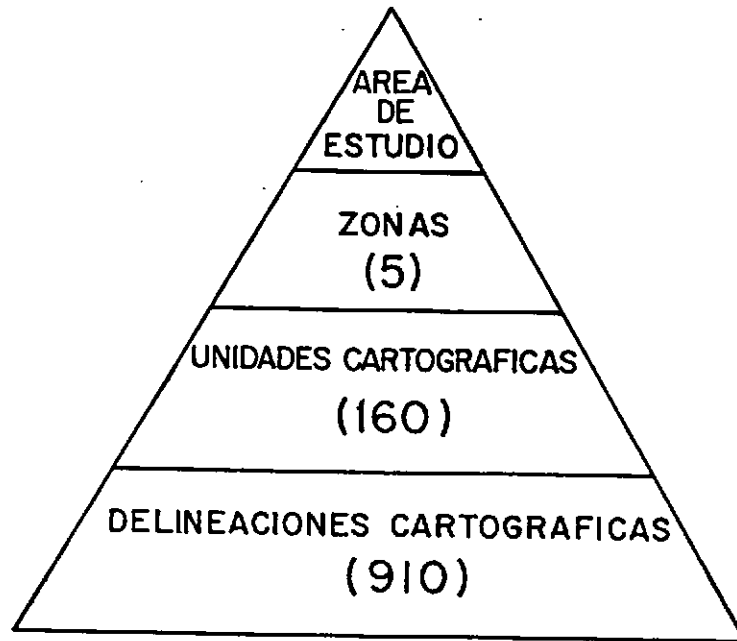 AREA
DE
ESTUDIO
ZONAS
(5)
UNIDADES CARTOGRAFICAS
(160)
DELINEACIONES CARTOGRAFICAS
(910)